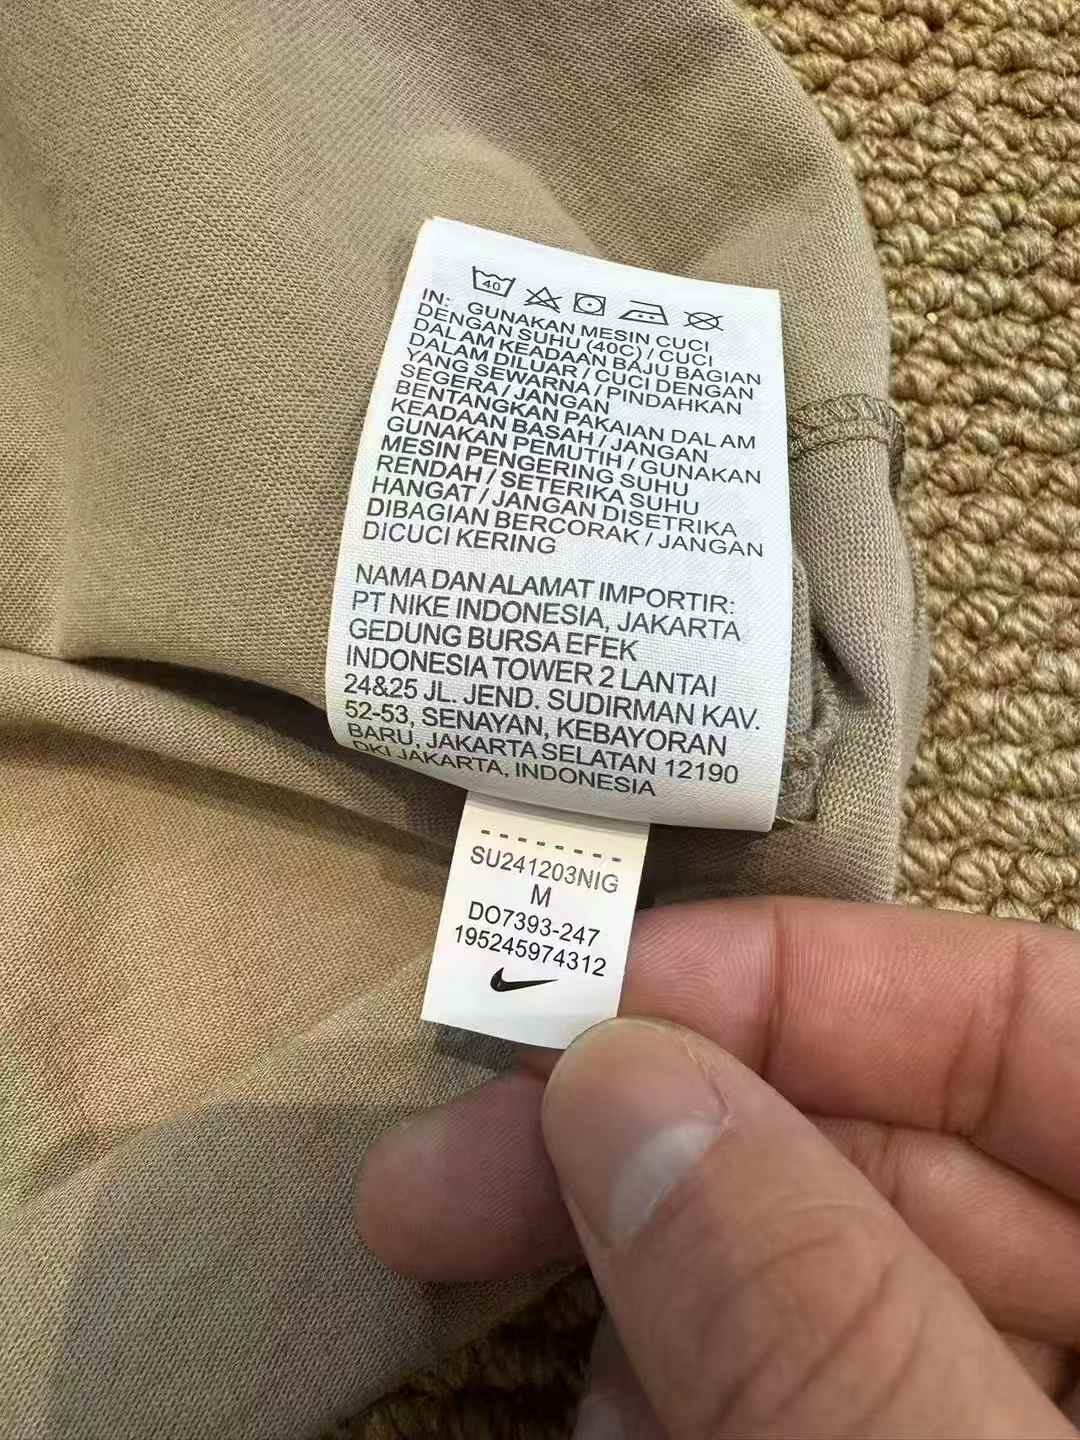 40
IN: GUNAKAN MESIN CUCI
DENGAN SUHU (40C) / CUCI
DALAM KEADAAN BAJU BAGIAN
DALAM DILUAR / CUCI DENGAN
YANG SEWARNA / PINDAHKAN
SEGERA / JANGAN
BENTANGKAN PAKAIAN DALAM
KEADAAN BASAH / JANGAN
GUNAKAN PEMUTIH / GUNAKAN
MESIN PENGERING SUHU
RENDAH / SETERIKA SUHU
HANGAT / JANGAN DISETRIKA
DIBAGIAN BERCORAK / JANGAN
DICUCI KERING
NAMA DAN ALAMAT IMPORTIR:
PT NIKE INDONESIA, JAKARTA
GEDUNG BURSA EFEK
INDONESIA TOWER 2 LANTAI
24&25 JL. JEND. SUDIRMAN KAV.
52-53, SENAYAN, KEBAYORAN
BARU, JAKARTA SELATAN 12190
DKI JAKARTA, INDONESIA
SU241203NIG
M
DO7393-247
195245974312